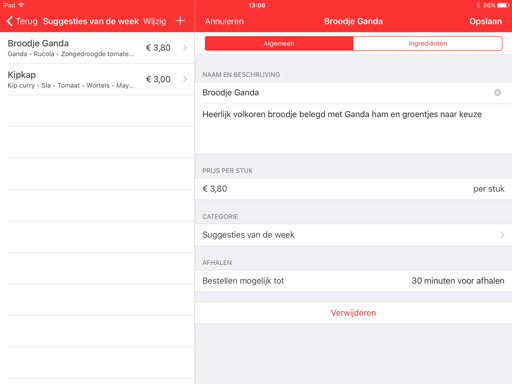 iPad
13:08
86%
Terug
Suggesties van de week
Wijzig
Annuleren
Broodje Ganda
Opslaan
Broodje Ganda
€ 3,80
Ganda - Rucola - Zongedroogde tomate...
Kipkap
€ 3,00
Kip curry - Sla - Tomaat - Wortels - May...
Algemeen
Ingrediënten
NAAM EN BESCHRIJVING
Broodje Ganda
Heerlijk volkoren broodje belegd met Ganda ham en groentjes naar keuze
PRIJS PER STUK
€ 3,80
per stuk
CATEGORIE
Suggesties van de week
AFHALEN
Bestellen mogelijk tot
30 minuten voor afhalen
Verwijderen